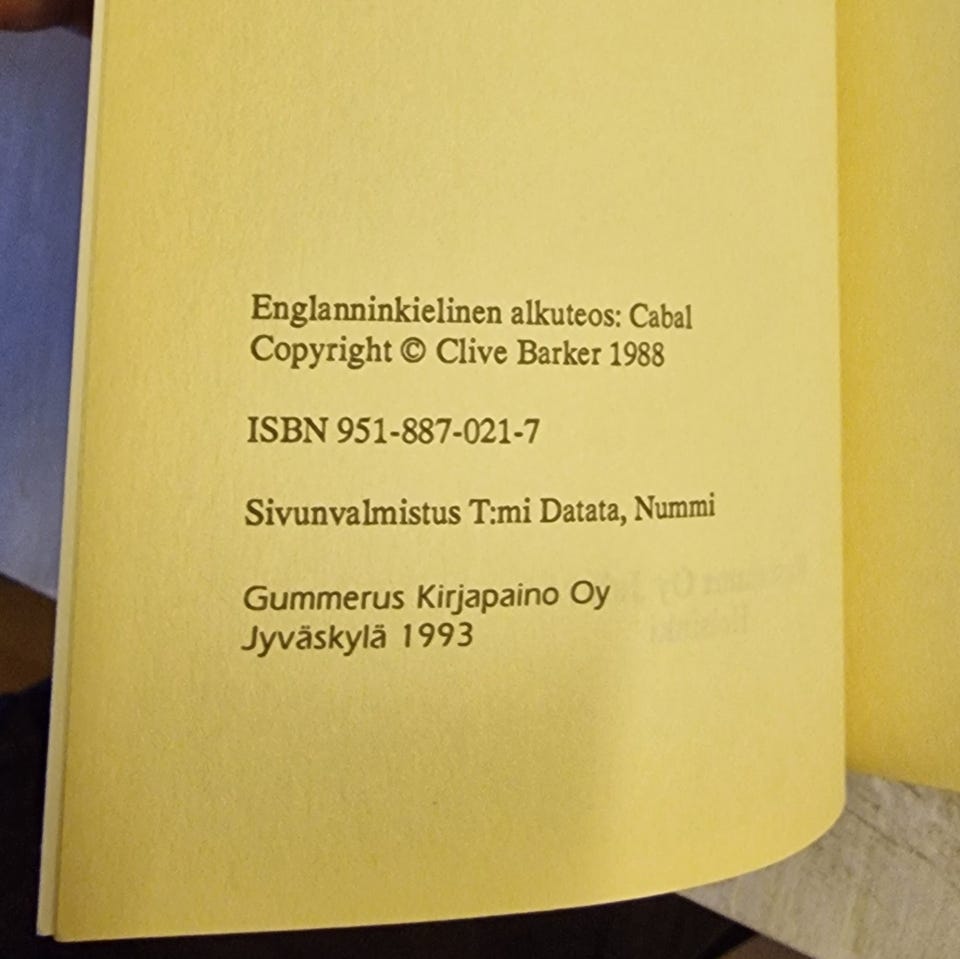 Englanninkielinen alkuteos: Cabal
Copyright © Clive Barker 1988
ISBN 951-887-021-7
Sivunvalmistus T:mi Datata, Nummi
Gummerus Kirjapaino Oy
Jyväskylä 1993